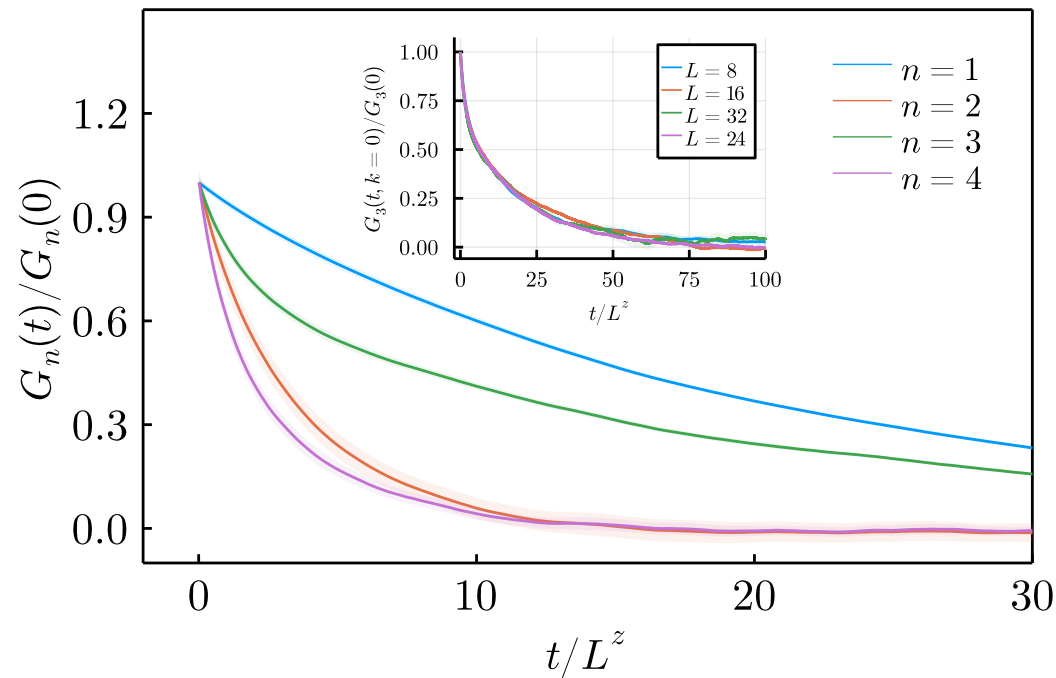 1.00
0.75
0.50
0.25
0.00
G_3(t, k = 0)/G_3(0)
0 25 50 75 100
t/L^z
L = 8
L = 16
L = 32
L = 24
n = 1
n = 2
n = 3
n = 4
1.2
0.9
0.6
0.3
0.0
G_n(t)/G_n(0)
0 10 20 30
t/L^z